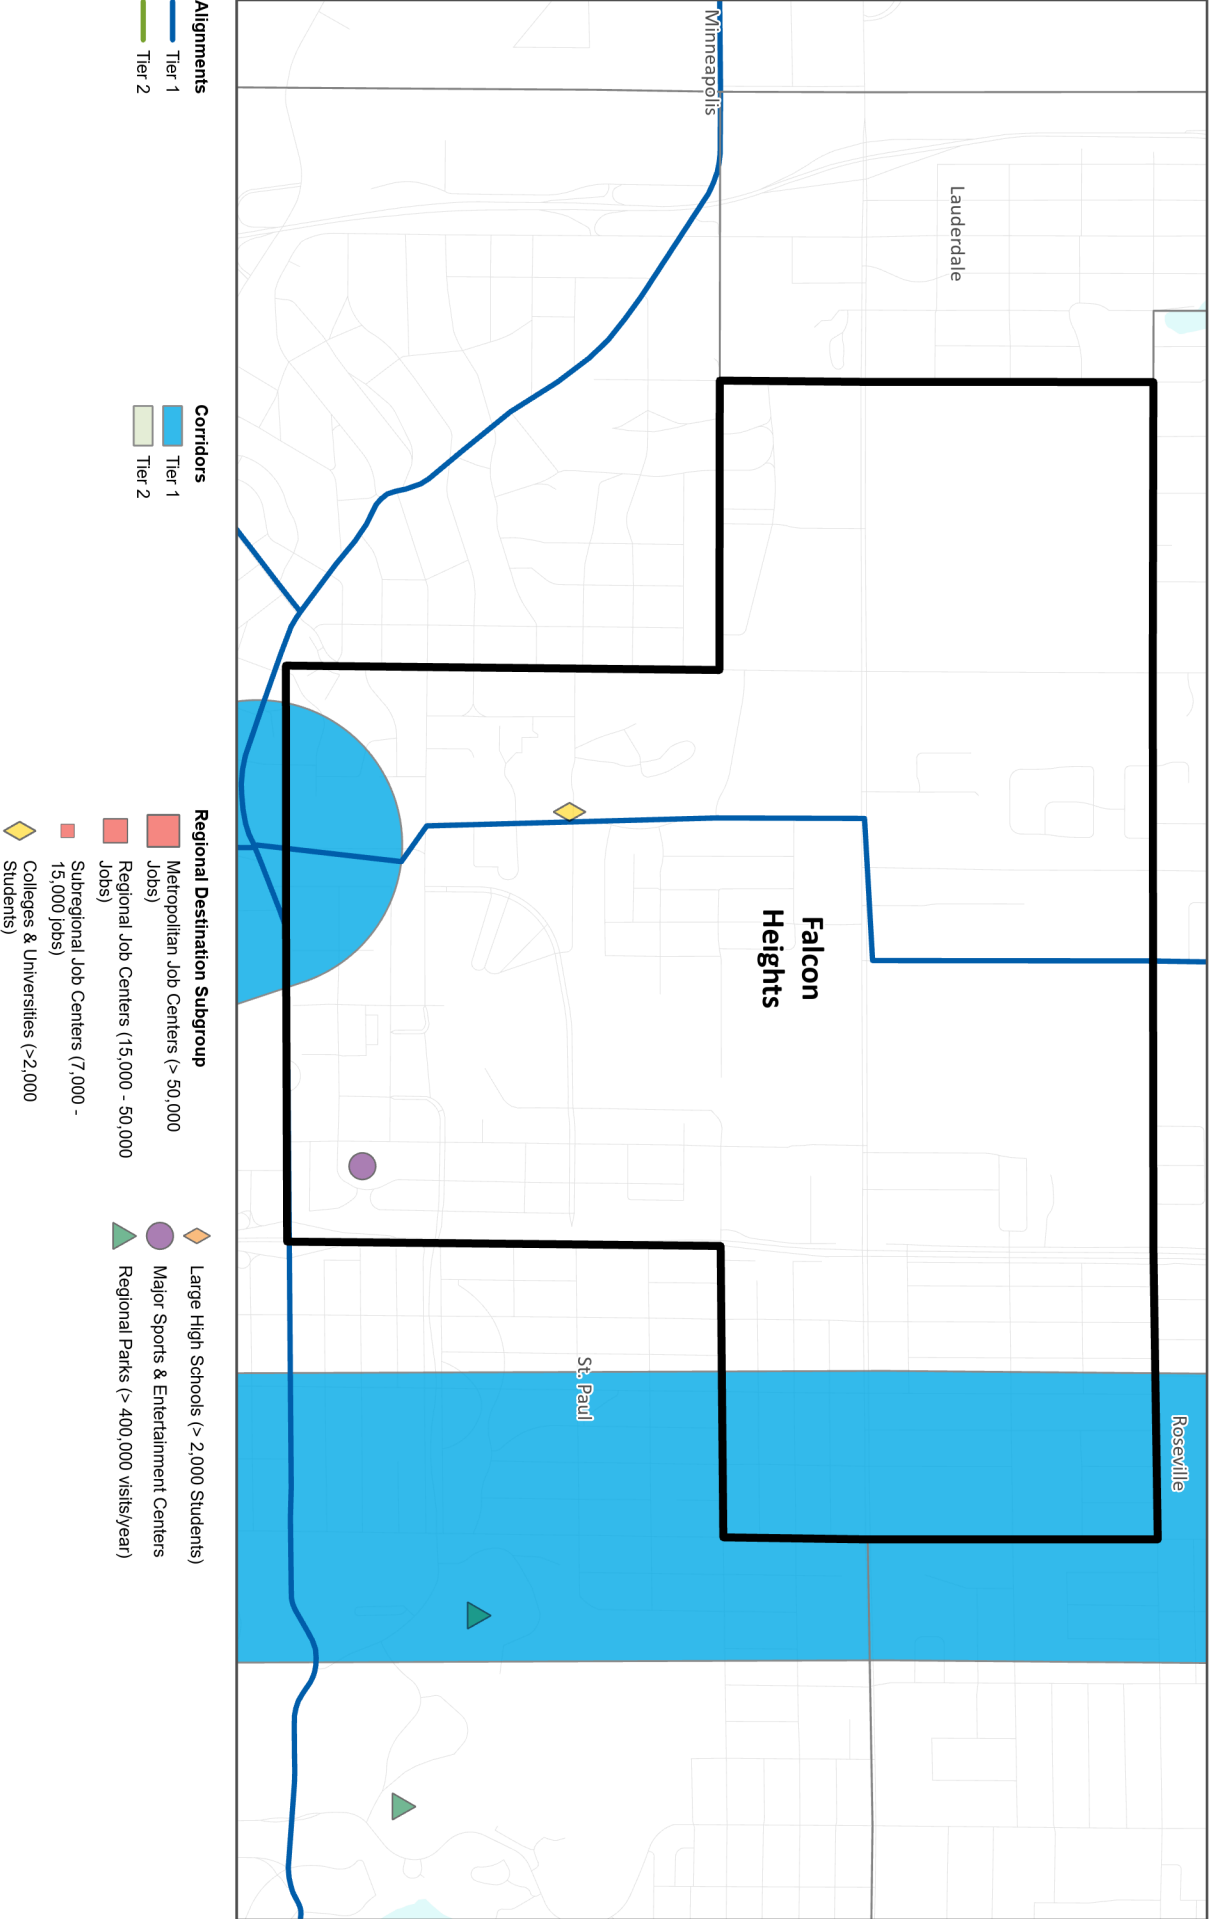 Roseville
Lauderdale
Falcon
Heights
Minneapolis
St. Paul
Alignments
Tier 1
Tier 2
Corridors
Tier 1
Tier 2
Regional Destination Subgroup
Metropolitan Job Centers (> 50,000
Jobs)
Regional Job Centers (15,000 - 50,000
Jobs)
Subregional Job Centers (7,000 -
15,000 jobs)
Colleges & Universities (>2,000
Students)
Large High Schools (> 2,000 Students)
Major Sports & Entertainment Centers
Regional Parks (> 400,000 visits/year)